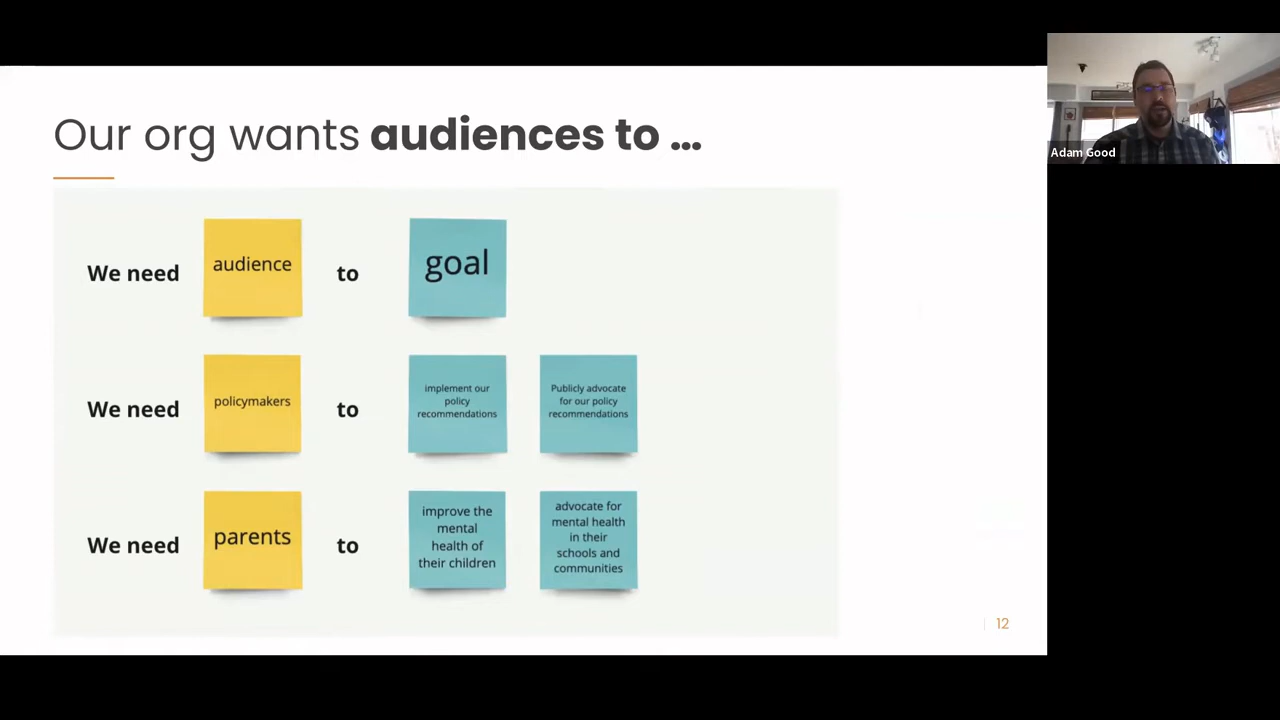 Our org wants audiences to ...
Adam Good
We need
audience
to
goal
We need
policymakers
to
implement our
policy
recommendations
Publicly advocate
for our policy
recommendations
We need
parents
to
improve the
mental
health of
their children
advocate for
mental health
in their
schools and
communities
12